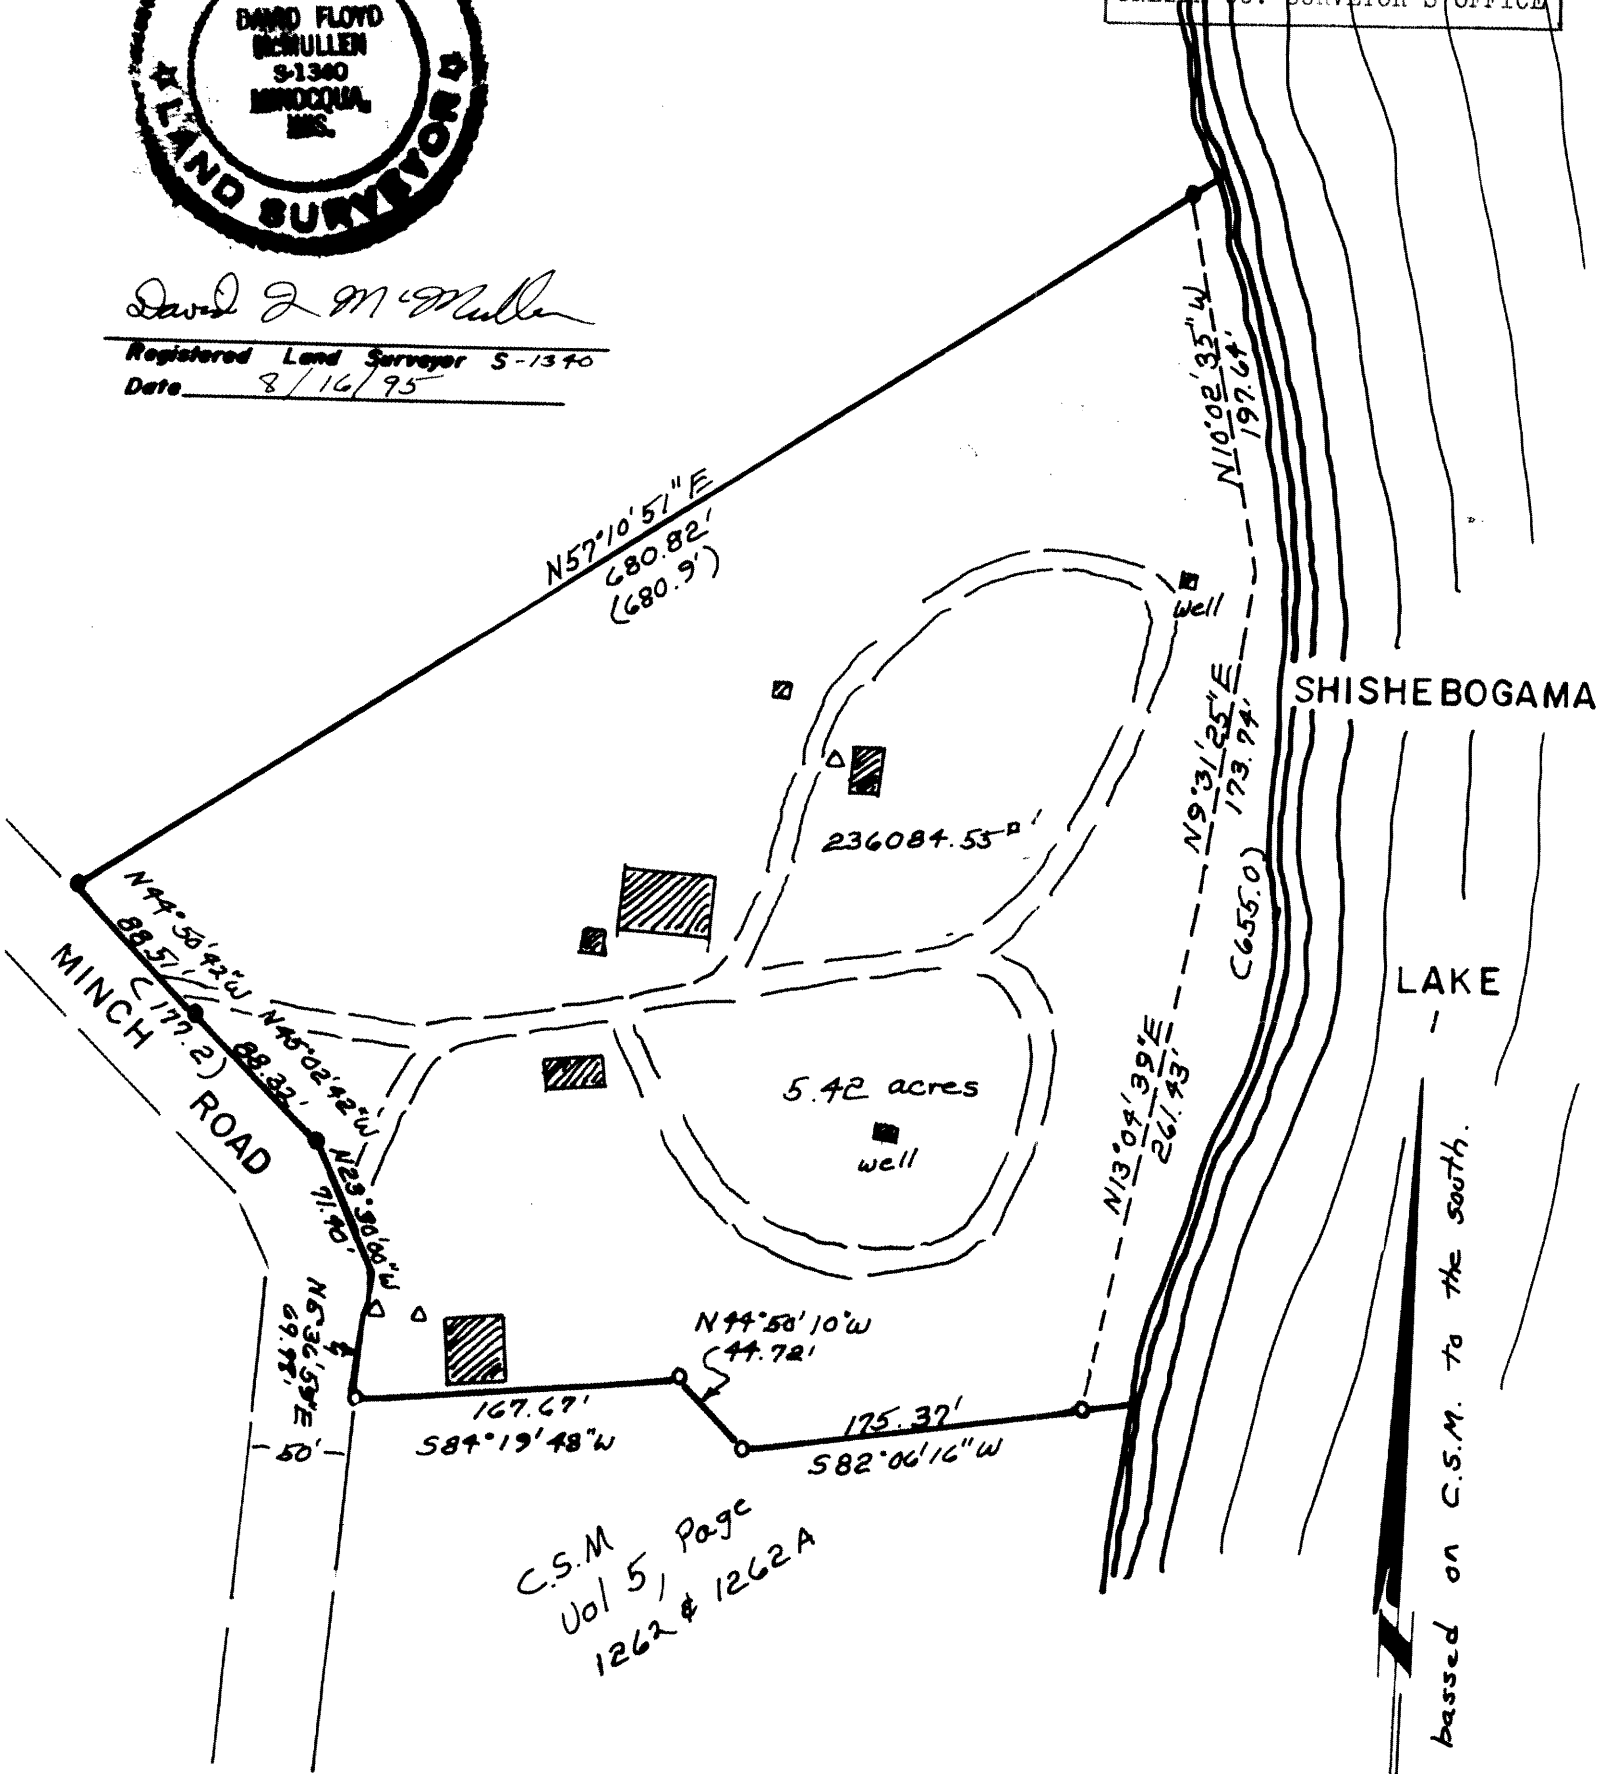 SURVEYOR'S OFFICE
DAVID FLOYD
McMULLEN
S-1340
MINOCQUA,
WIS.
LAND SURVEYOR
David F McMullen
Registered Land Surveyor S-1340
Date 8/16/95
N57°10'51"E
680.82'
(680.9')
N10°02'35"W
197.64'
well
SHISHEBOGAMA
LAKE
N9°31'25"E
173.74'
(655.0)
236084.55□'
N44°50'42"W
88.51'
(177.2)
MINCH
ROAD
N45°02'42"W
88.32'
N23°30'00"W
71.40'
5.42 acres
well
N13°04'39"E
261.43'
N6°36'54"E
69.98'
50'
N44°50'10"W
44.72'
167.67'
S84°19'48"W
175.37'
S82°06'16"W
C.S.M
Vol 5, Page
1262 & 1262A
bassed on C.S.M. to the south.